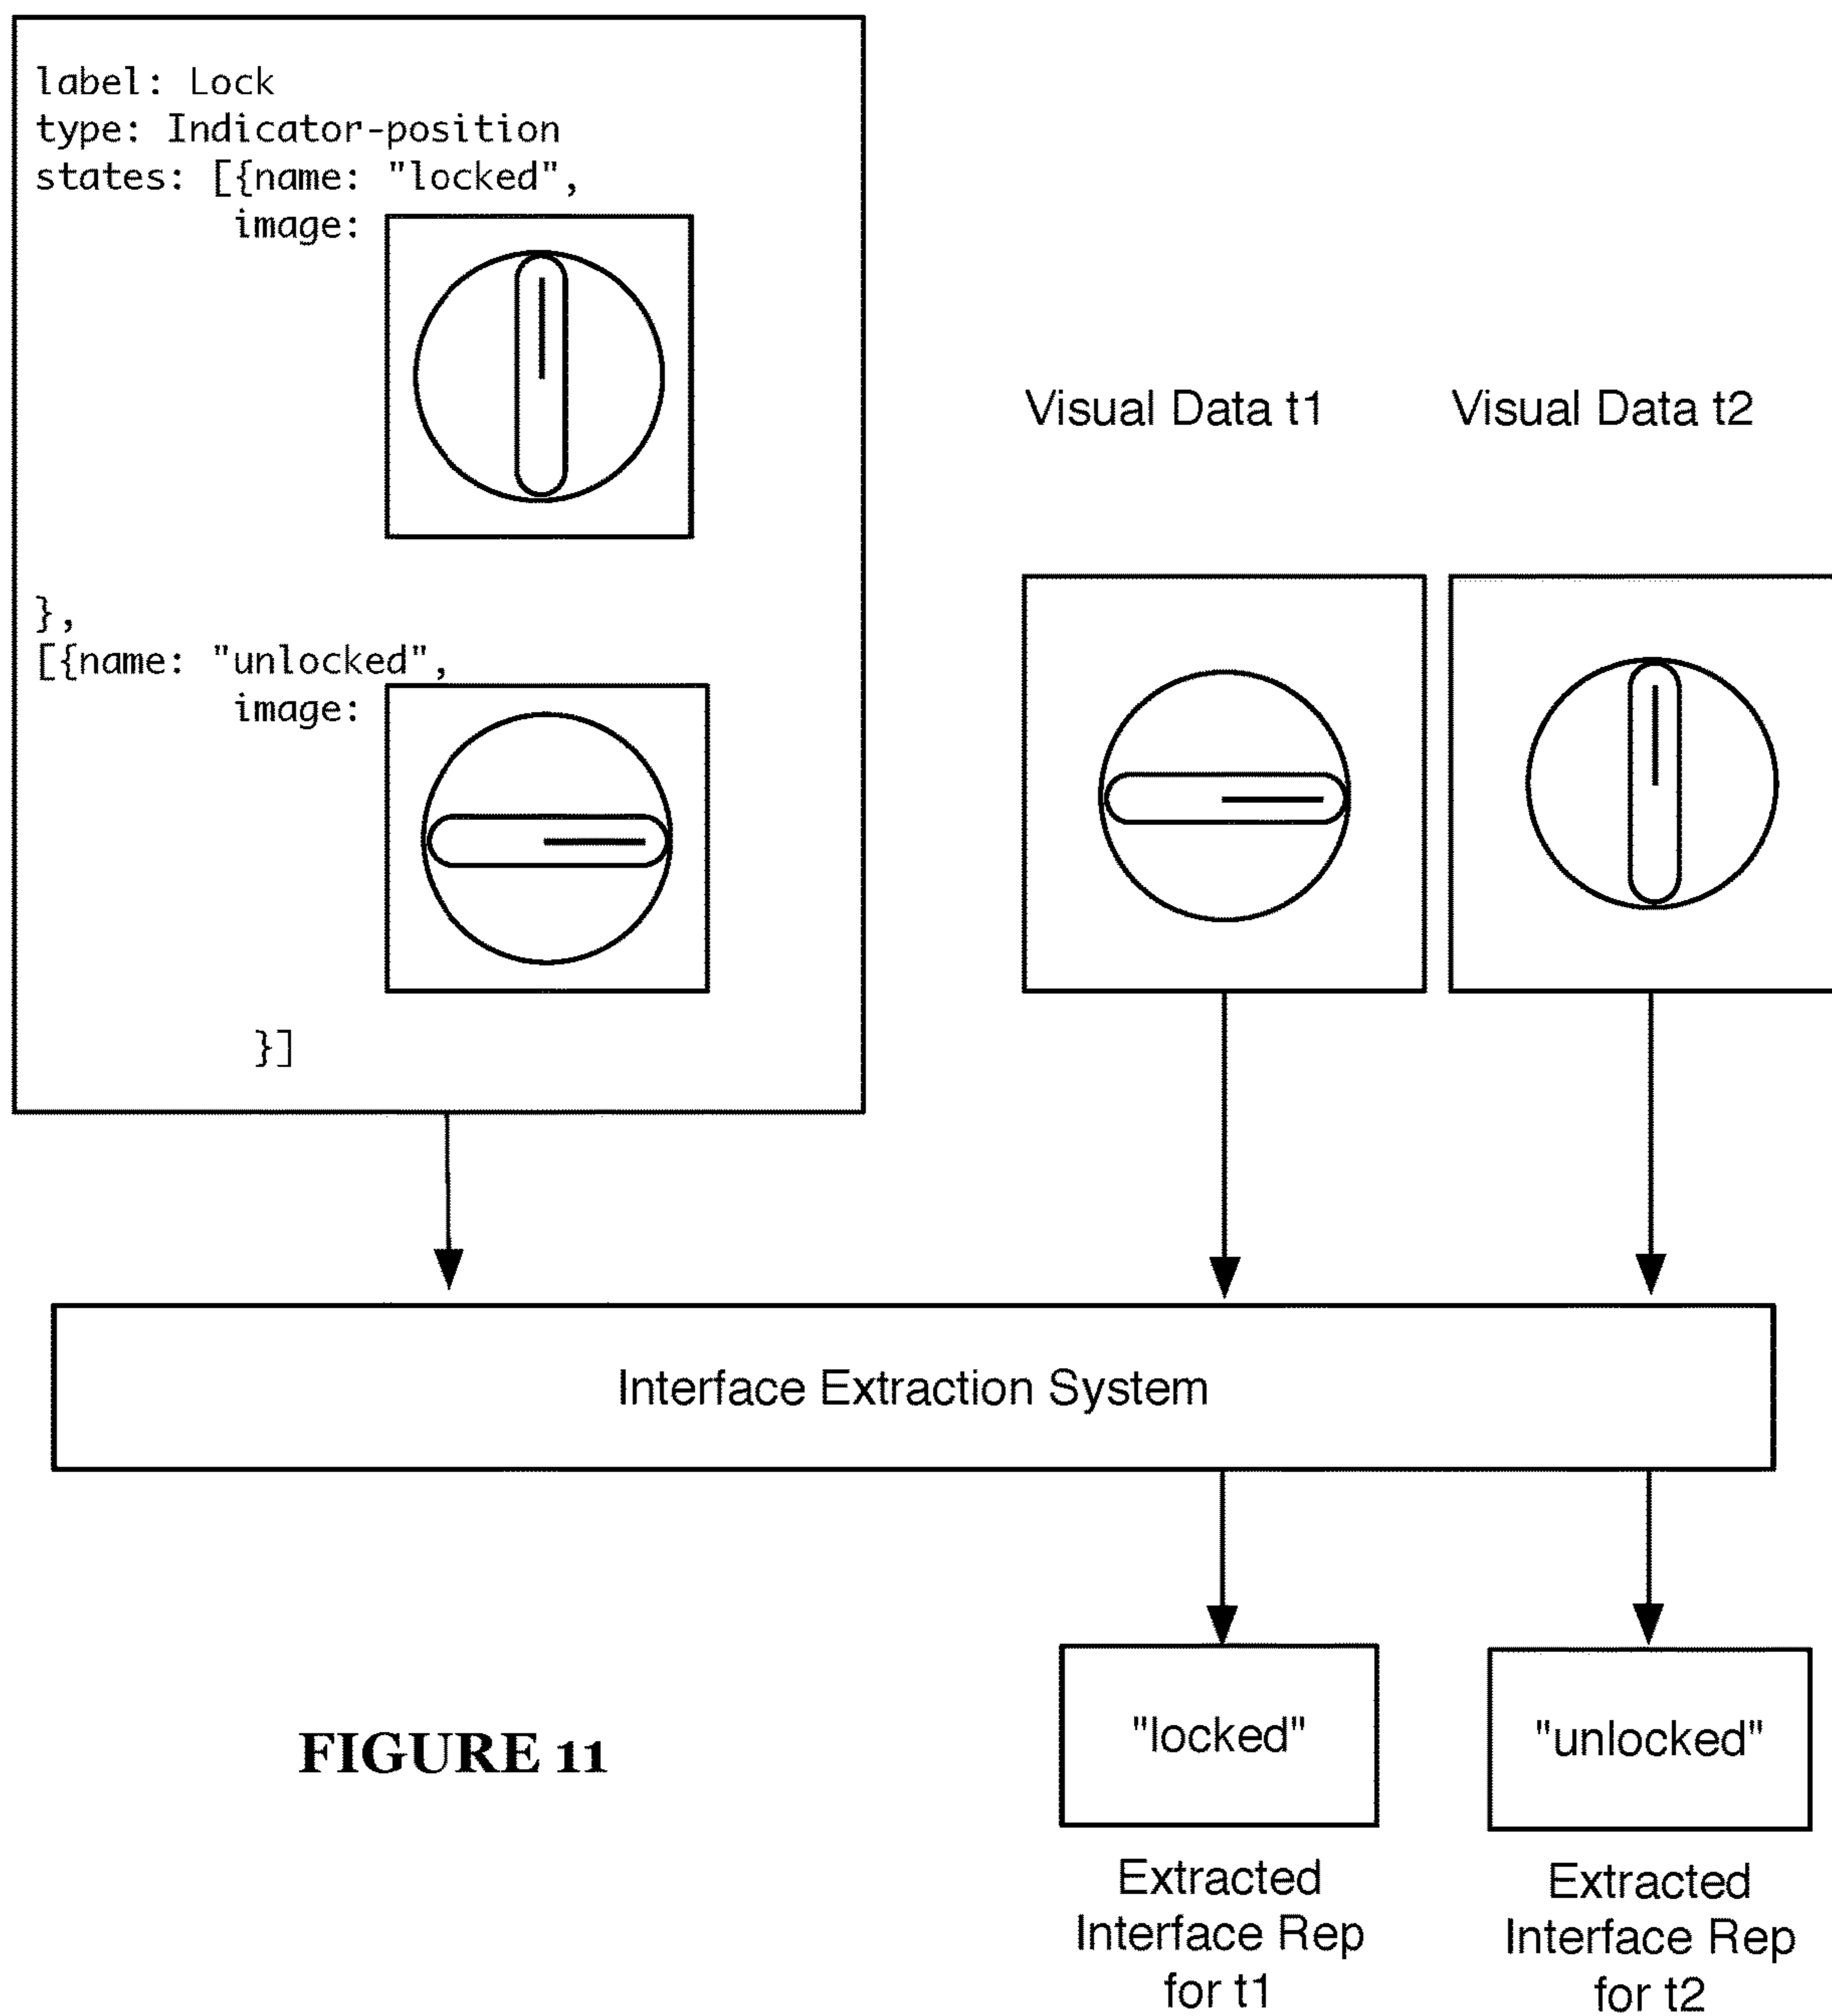 label: Lock
type: Indicator-position
states: [{name: "locked",
image:
},
[{name: "unlocked",
image:
}]
Visual Data t1
Visual Data t2
Interface Extraction System
"locked"
"unlocked"
Extracted
Interface Rep
for t1
Extracted
Interface Rep
for t2
FIGURE 11